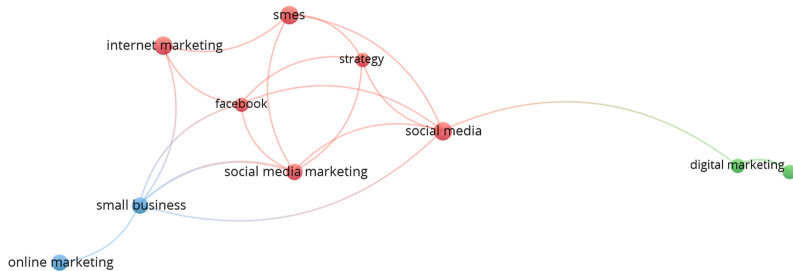 smes
internet marketing
strategy
facebook
social media
digital marketing
social media marketing
small business
online marketing